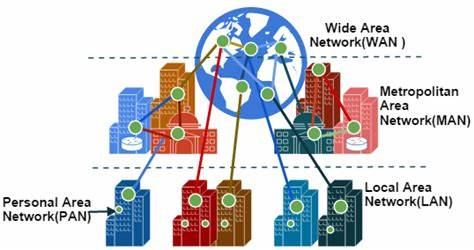 Wide Area
Network(WAN )
Metropolitan
Area
Network(MAN)
Personal Area
Network(PAN)
Local Area
Network(LAN)